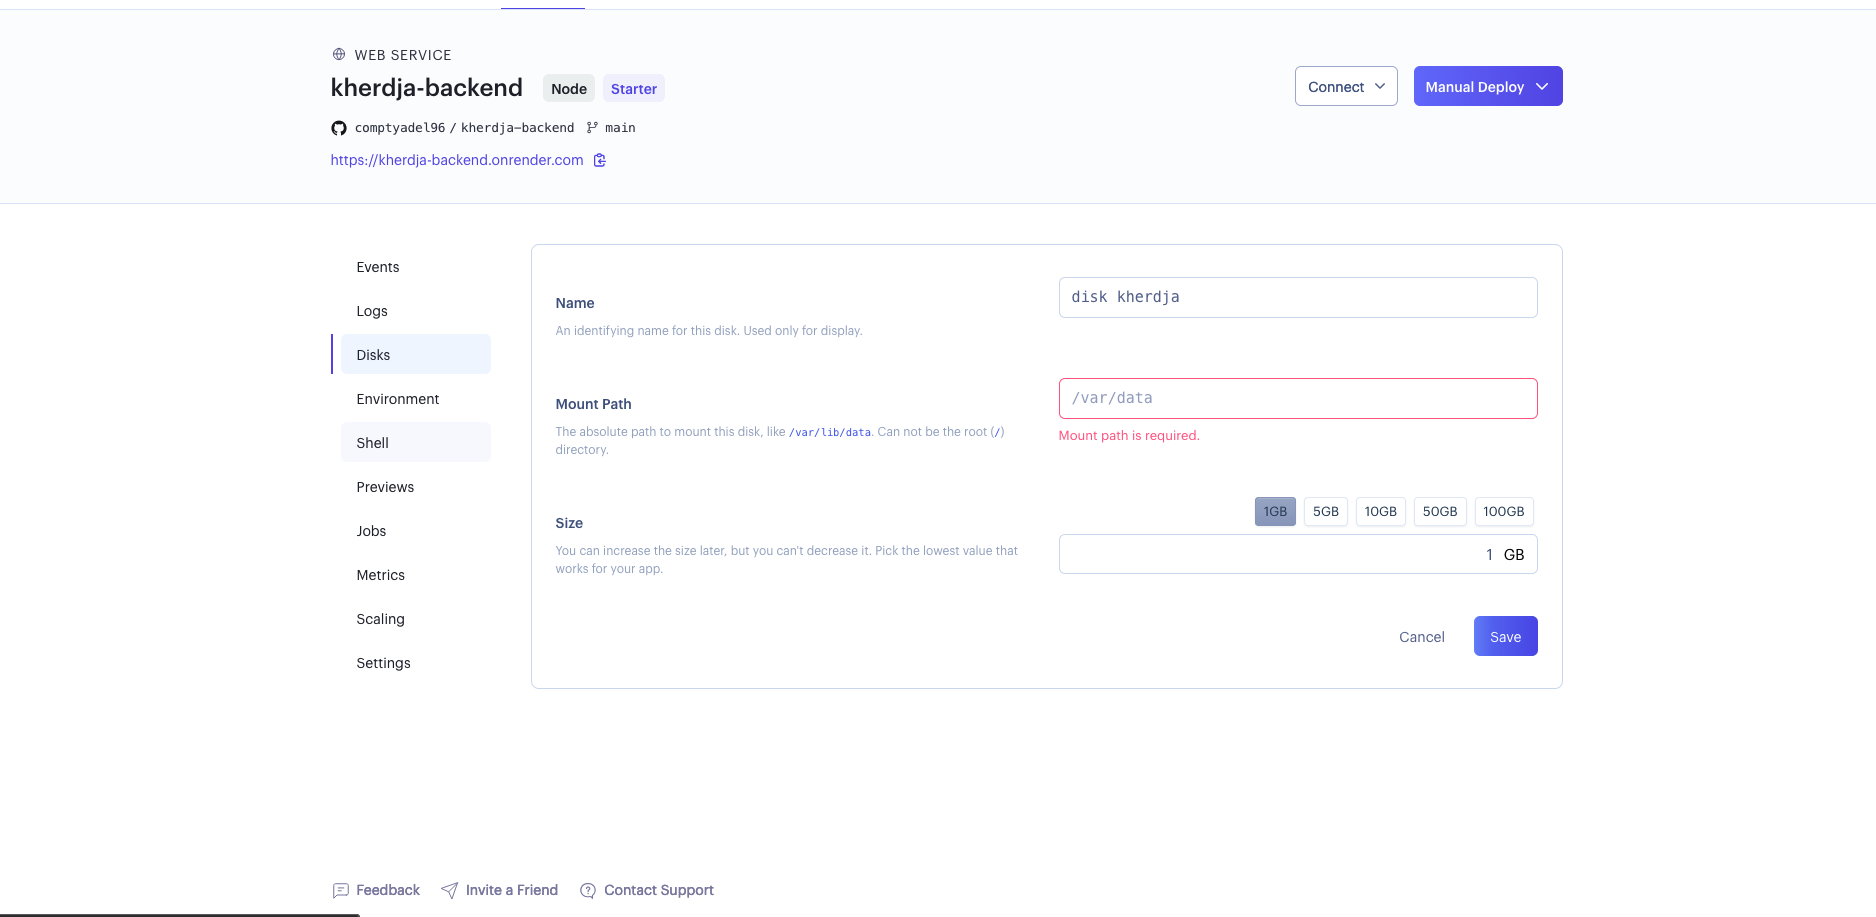 WEB SERVICE
kherdja-backend Node Starter
Connect Manual Deploy
comptyadel96 / kherdja-backend main
https://kherdja-backend.onrender.com
Events
Logs
Disks
Environment
Shell
Previews
Jobs
Metrics
Scaling
Settings
Name
An identifying name for this disk. Used only for display.
disk kherdja
Mount Path
The absolute path to mount this disk, like /var/lib/data. Can not be the root (/)
directory.
/var/data
Mount path is required.
Size
You can increase the size later, but you can't decrease it. Pick the lowest value that
works for your app.
1GB 5GB 10GB 50GB 100GB
1 GB
Cancel Save
Feedback Invite a Friend Contact Support